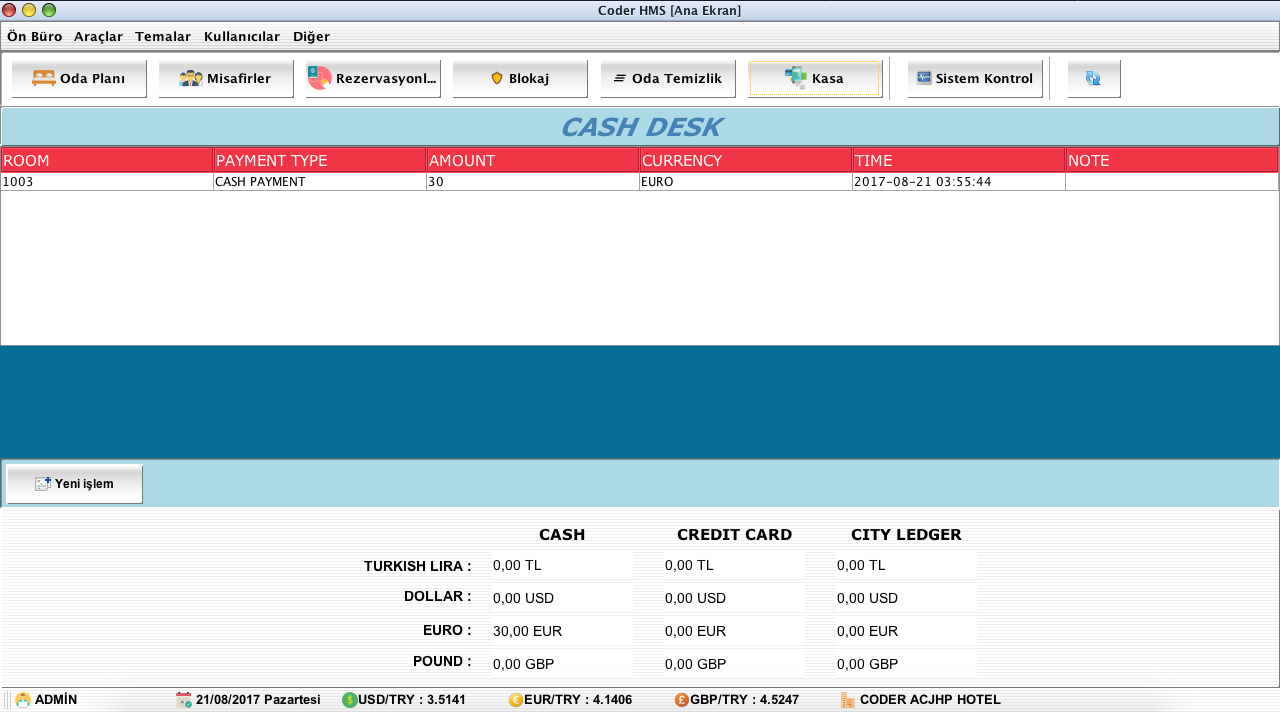 Coder HMS [Ana Ekran]
Ön Büro Araçlar Temalar Kullanıcılar Diğer
Oda Planı Misafirler Rezervasyonl... Blokaj Oda Temizlik Kasa Sistem Kontrol
CASH DESK
ROOM PAYMENT TYPE AMOUNT CURRENCY TIME NOTE
1003 CASH PAYMENT 30 EURO 2017-08-21 03:55:44
Yeni işlem
CASH CREDIT CARD CITY LEDGER
TURKISH LIRA : 0,00 TL 0,00 TL 0,00 TL
DOLLAR : 0,00 USD 0,00 USD 0,00 USD
EURO : 30,00 EUR 0,00 EUR 0,00 EUR
POUND : 0,00 GBP 0,00 GBP 0,00 GBP
ADMİN 21/08/2017 Pazartesi USD/TRY : 3.5141 EUR/TRY : 4.1406 GBP/TRY : 4.5247 CODER ACJHP HOTEL